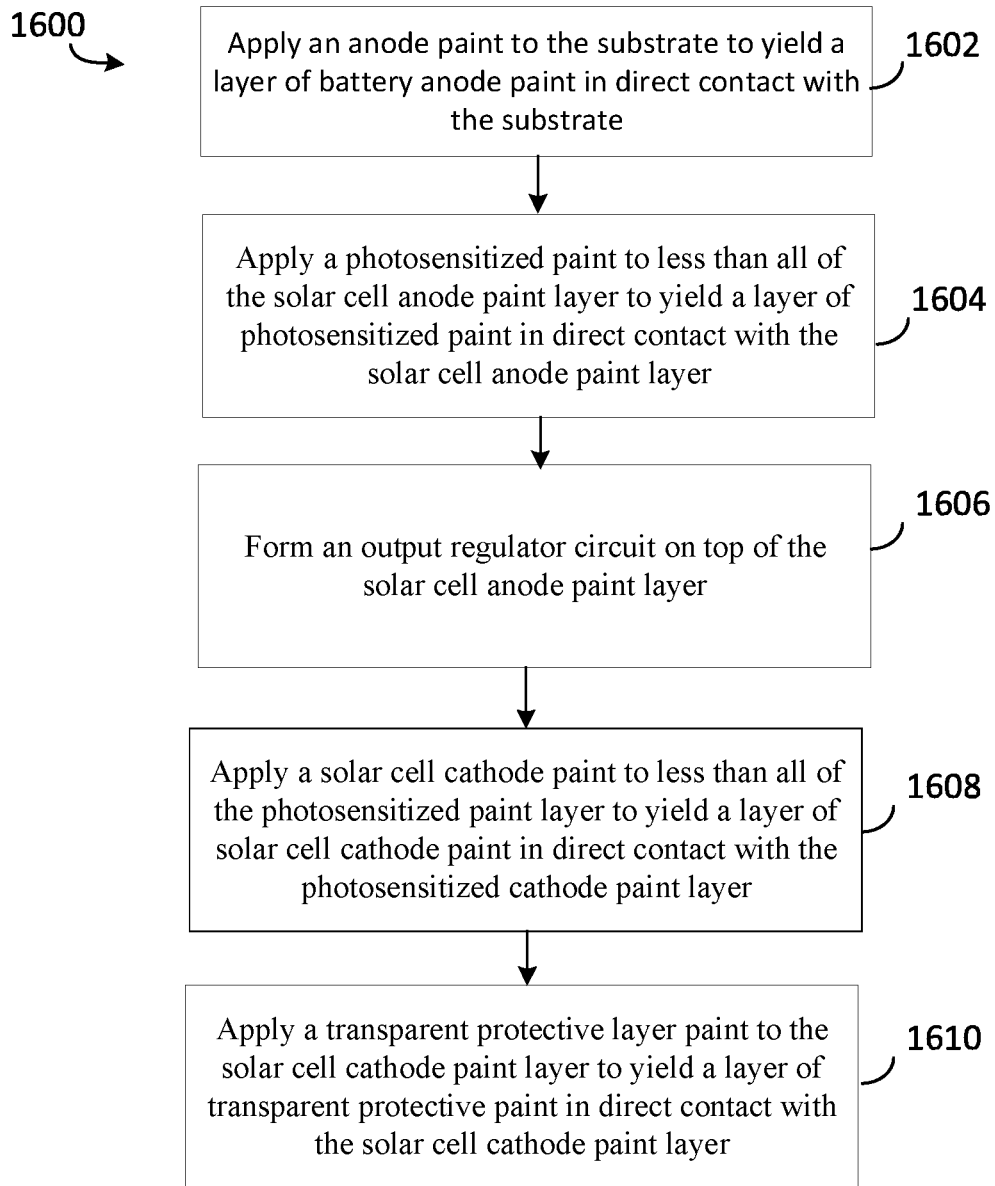 1600
Apply an anode paint to the substrate to yield a
layer of battery anode paint in direct contact with
the substrate
1602
Apply a photosensitized paint to less than all of
the solar cell anode paint layer to yield a layer of
photosensitized paint in direct contact with the
solar cell anode paint layer
1604
Form an output regulator circuit on top of the
solar cell anode paint layer
1606
Apply a solar cell cathode paint to less than all of
the photosensitized paint layer to yield a layer of
solar cell cathode paint in direct contact with the
photosensitized cathode paint layer
1608
Apply a transparent protective layer paint to the
solar cell cathode paint layer to yield a layer of
transparent protective paint in direct contact with
the solar cell cathode paint layer
1610